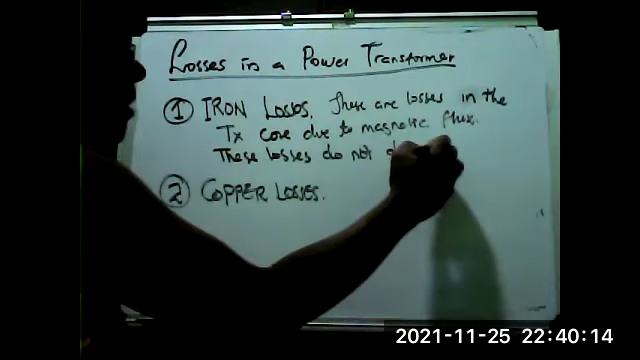 Losses in a Power Transformer
1 IRON LOSSES. These are losses in the
Tx core due to magnetic flux.
These losses do not d
2 COPPER LOSSES.
2021-11-25 22:40:14